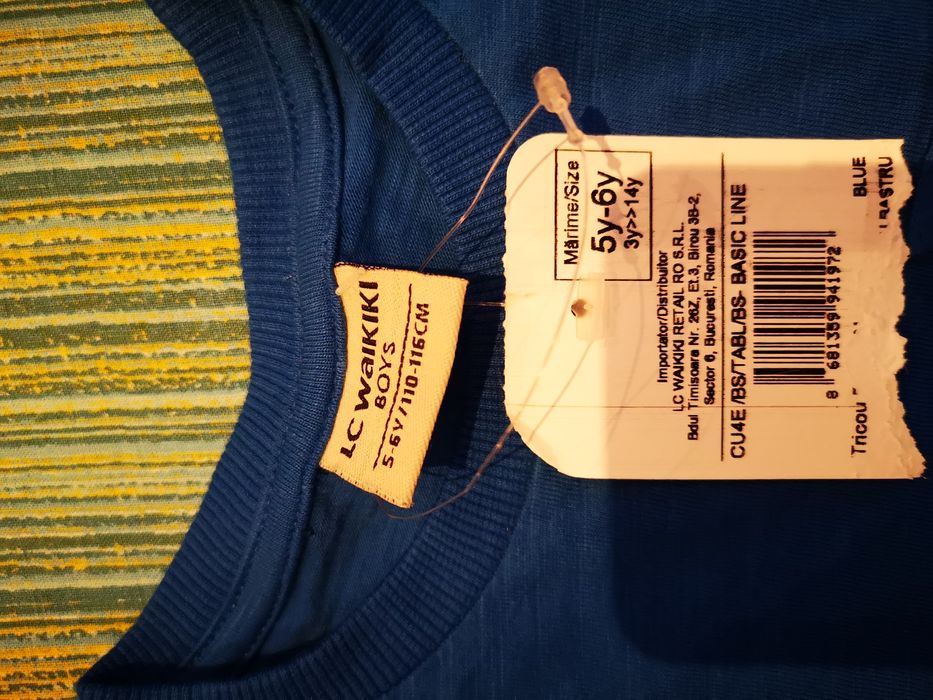 LC WAIKIKI
BOYS
5-6Y/110-116CM
Mărime/Size
5y-6y
3y>>14y
Importator/Distribuitor
LC WAIKIKI RETAIL RO S.R.L.
Bdul Timisoara Nr. 26Z, Et.3, Birou 3B-2,
Sector 6, Bucuresti, Romania
CU4E /BS/TABL/BS- BASIC LINE
8 681359 941972
Tricou BLUE